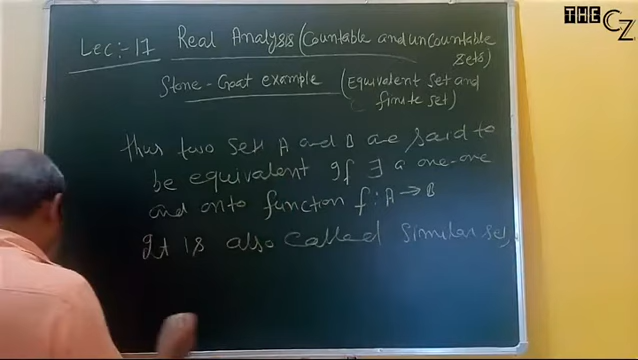 THE CZ
Lec:- 17 Real Analysis (Countable and uncountable sets)
Stone-Goat example (Equivalent set and finite set)
thus two sets A and B are said to
be equivalent if ∃ a one-one
and onto function f: A → B
It is also called similar set,